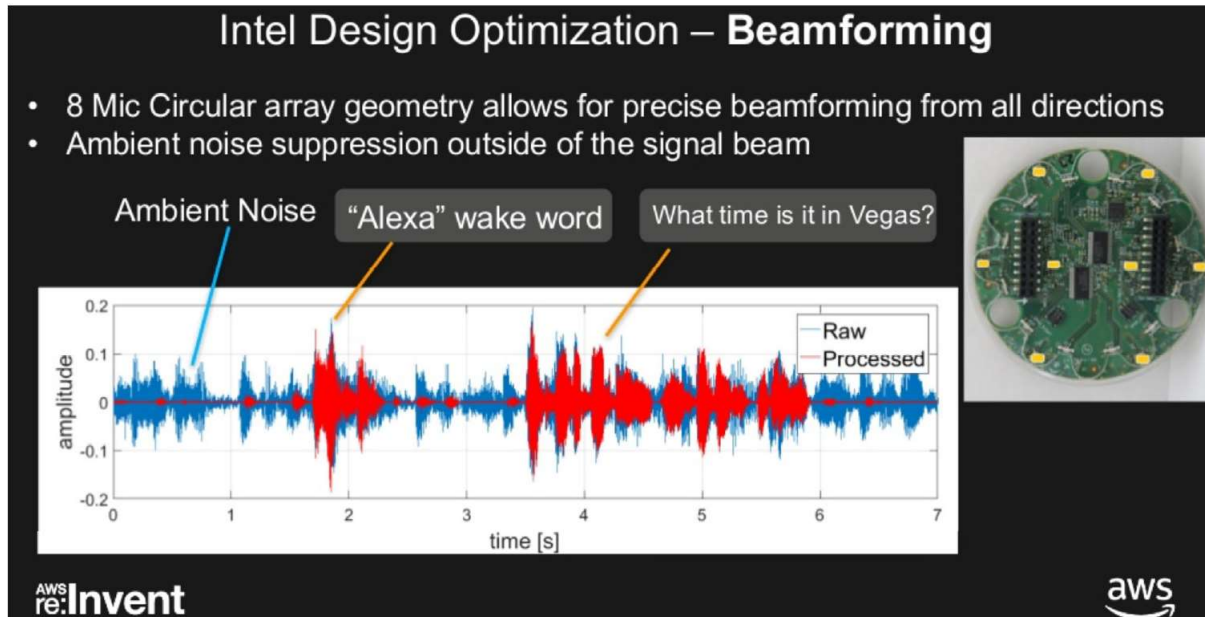 Intel Design Optimization – Beamforming
• 8 Mic Circular array geometry allows for precise beamforming from all directions
• Ambient noise suppression outside of the signal beam
Ambient Noise
“Alexa” wake word
What time is it in Vegas?
0.2
0.1
0
-0.1
-0.2
amplitude
Raw
Processed
0 1 2 3 4 5 6 7
time [s]
AWS
re:Invent
aws